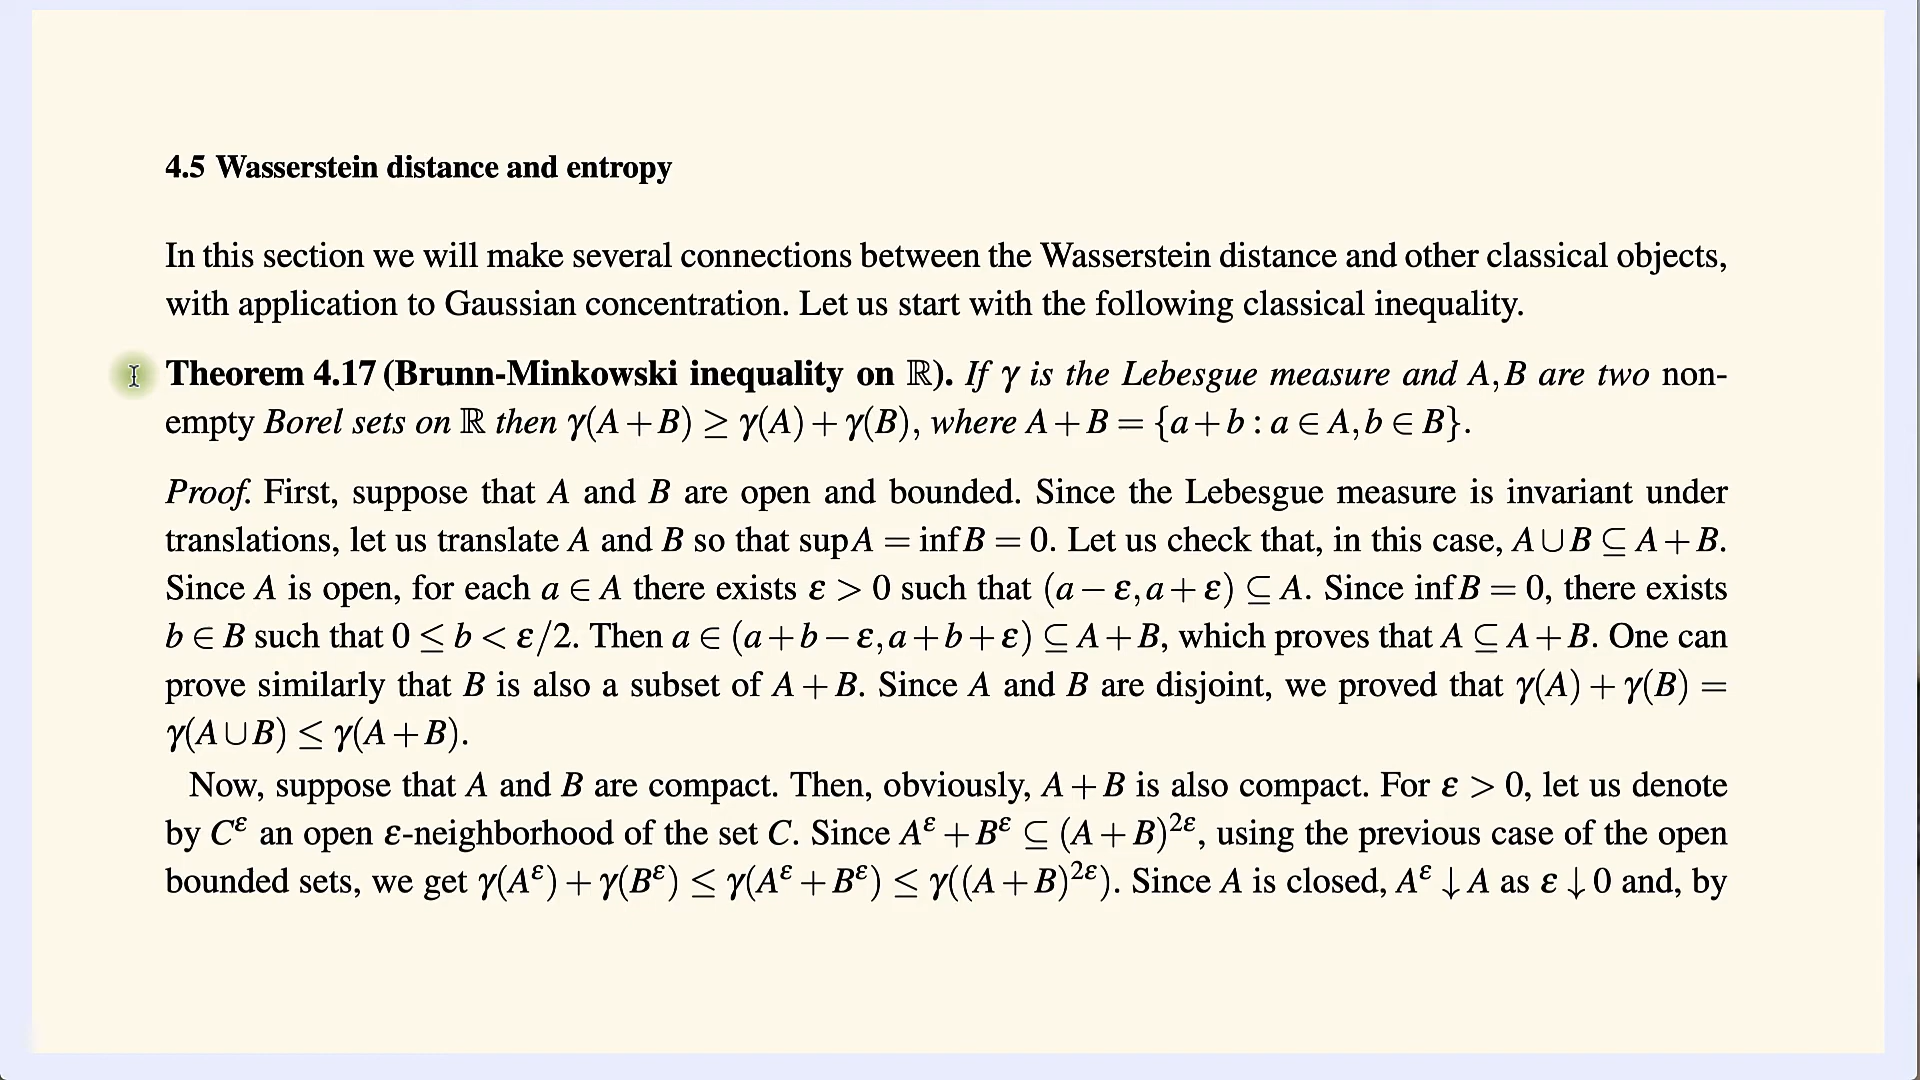 4.5 Wasserstein distance and entropy
In this section we will make several connections between the Wasserstein distance and other classical objects,
with application to Gaussian concentration. Let us start with the following classical inequality.
Theorem 4.17 (Brunn-Minkowski inequality on ℝ). If γ is the Lebesgue measure and A,B are two non-
empty Borel sets on ℝ then γ(A+B) ≥ γ(A)+γ(B), where A+B = {a+b : a ∈ A,b ∈ B}.
Proof. First, suppose that A and B are open and bounded. Since the Lebesgue measure is invariant under
translations, let us translate A and B so that sup A = inf B = 0. Let us check that, in this case, A∪B ⊆ A+B.
Since A is open, for each a ∈ A there exists ε > 0 such that (a−ε,a+ε) ⊆ A. Since inf B = 0, there exists
b ∈ B such that 0 ≤ b < ε/2. Then a ∈ (a+b−ε,a+b+ε) ⊆ A+B, which proves that A ⊆ A+B. One can
prove similarly that B is also a subset of A+B. Since A and B are disjoint, we proved that γ(A)+γ(B) =
γ(A∪B) ≤ γ(A+B).
Now, suppose that A and B are compact. Then, obviously, A+B is also compact. For ε > 0, let us denote
by C^ε an open ε-neighborhood of the set C. Since A^ε+B^ε ⊆ (A+B)^{2ε}, using the previous case of the open
bounded sets, we get γ(A^ε)+γ(B^ε) ≤ γ(A^ε+B^ε) ≤ γ((A+B)^{2ε}). Since A is closed, A^ε ↓ A as ε ↓ 0 and, by